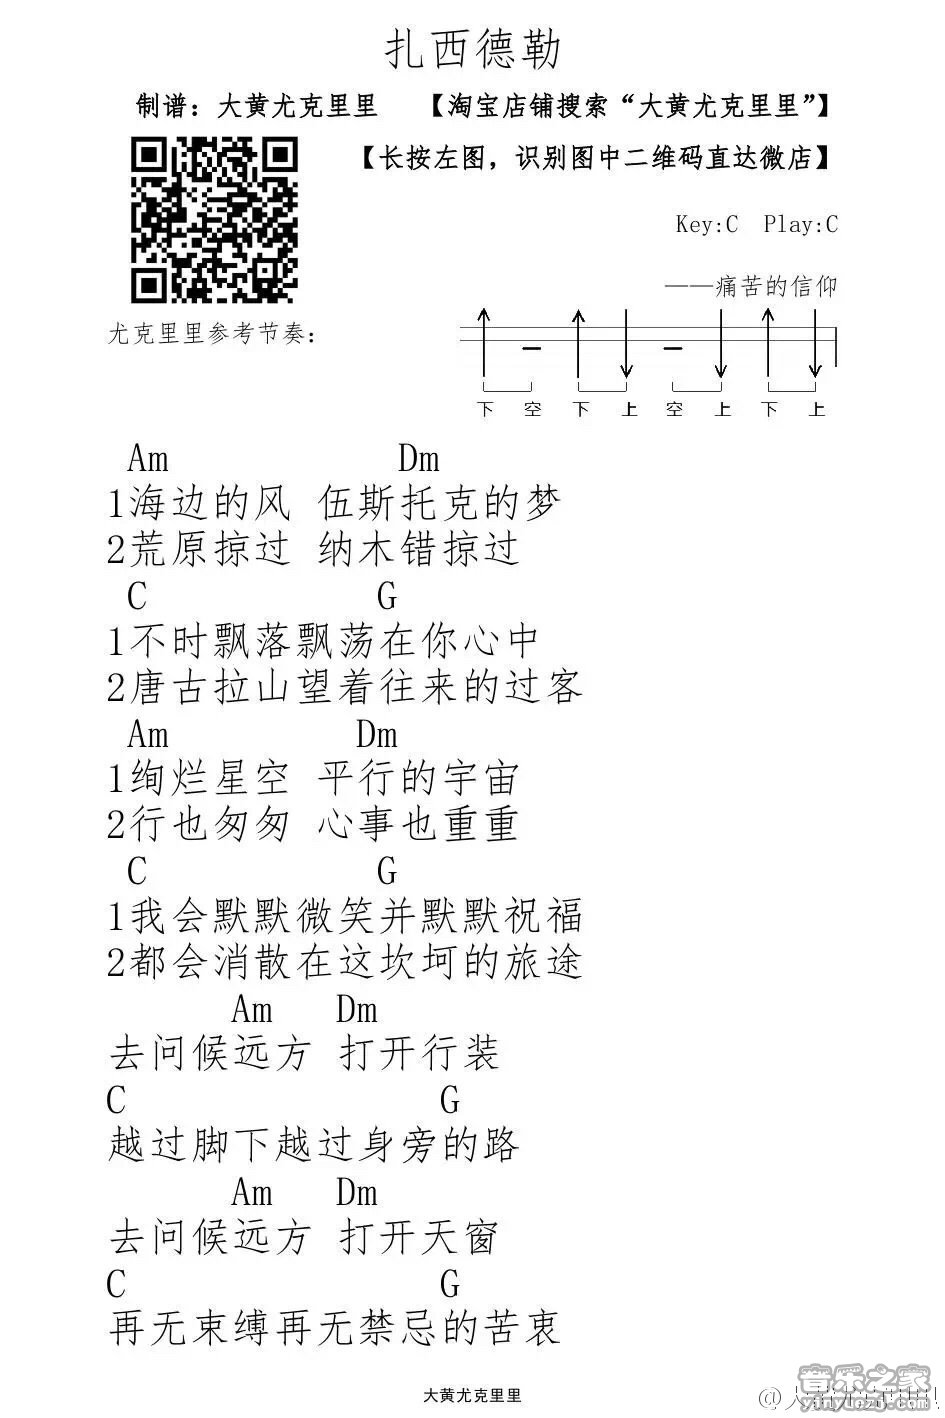 扎西德勒
制谱：大黄尤克里里 【淘宝店铺搜索“大黄尤克里里”】
【长按左图，识别图中二维码直达微店】
Key:C Play:C
——痛苦的信仰
尤克里里参考节奏：
下 空 下 上 空 上 下 上
Am Dm
1海边的风 伍斯托克的梦
2荒原掠过 纳木错掠过
C G
1不时飘落飘荡在你心中
2唐古拉山望着往来的过客
Am Dm
1绚烂星空 平行的宇宙
2行也匆匆 心事也重重
C G
1我会默默微笑并默默祝福
2都会消散在这坎坷的旅途
Am Dm
去问候远方 打开行装
C G
越过脚下越过身旁的路
Am Dm
去问候远方 打开天窗
C G
再无束缚再无禁忌的苦衷
大黄尤克里里
音乐之家
yinyuezj.com